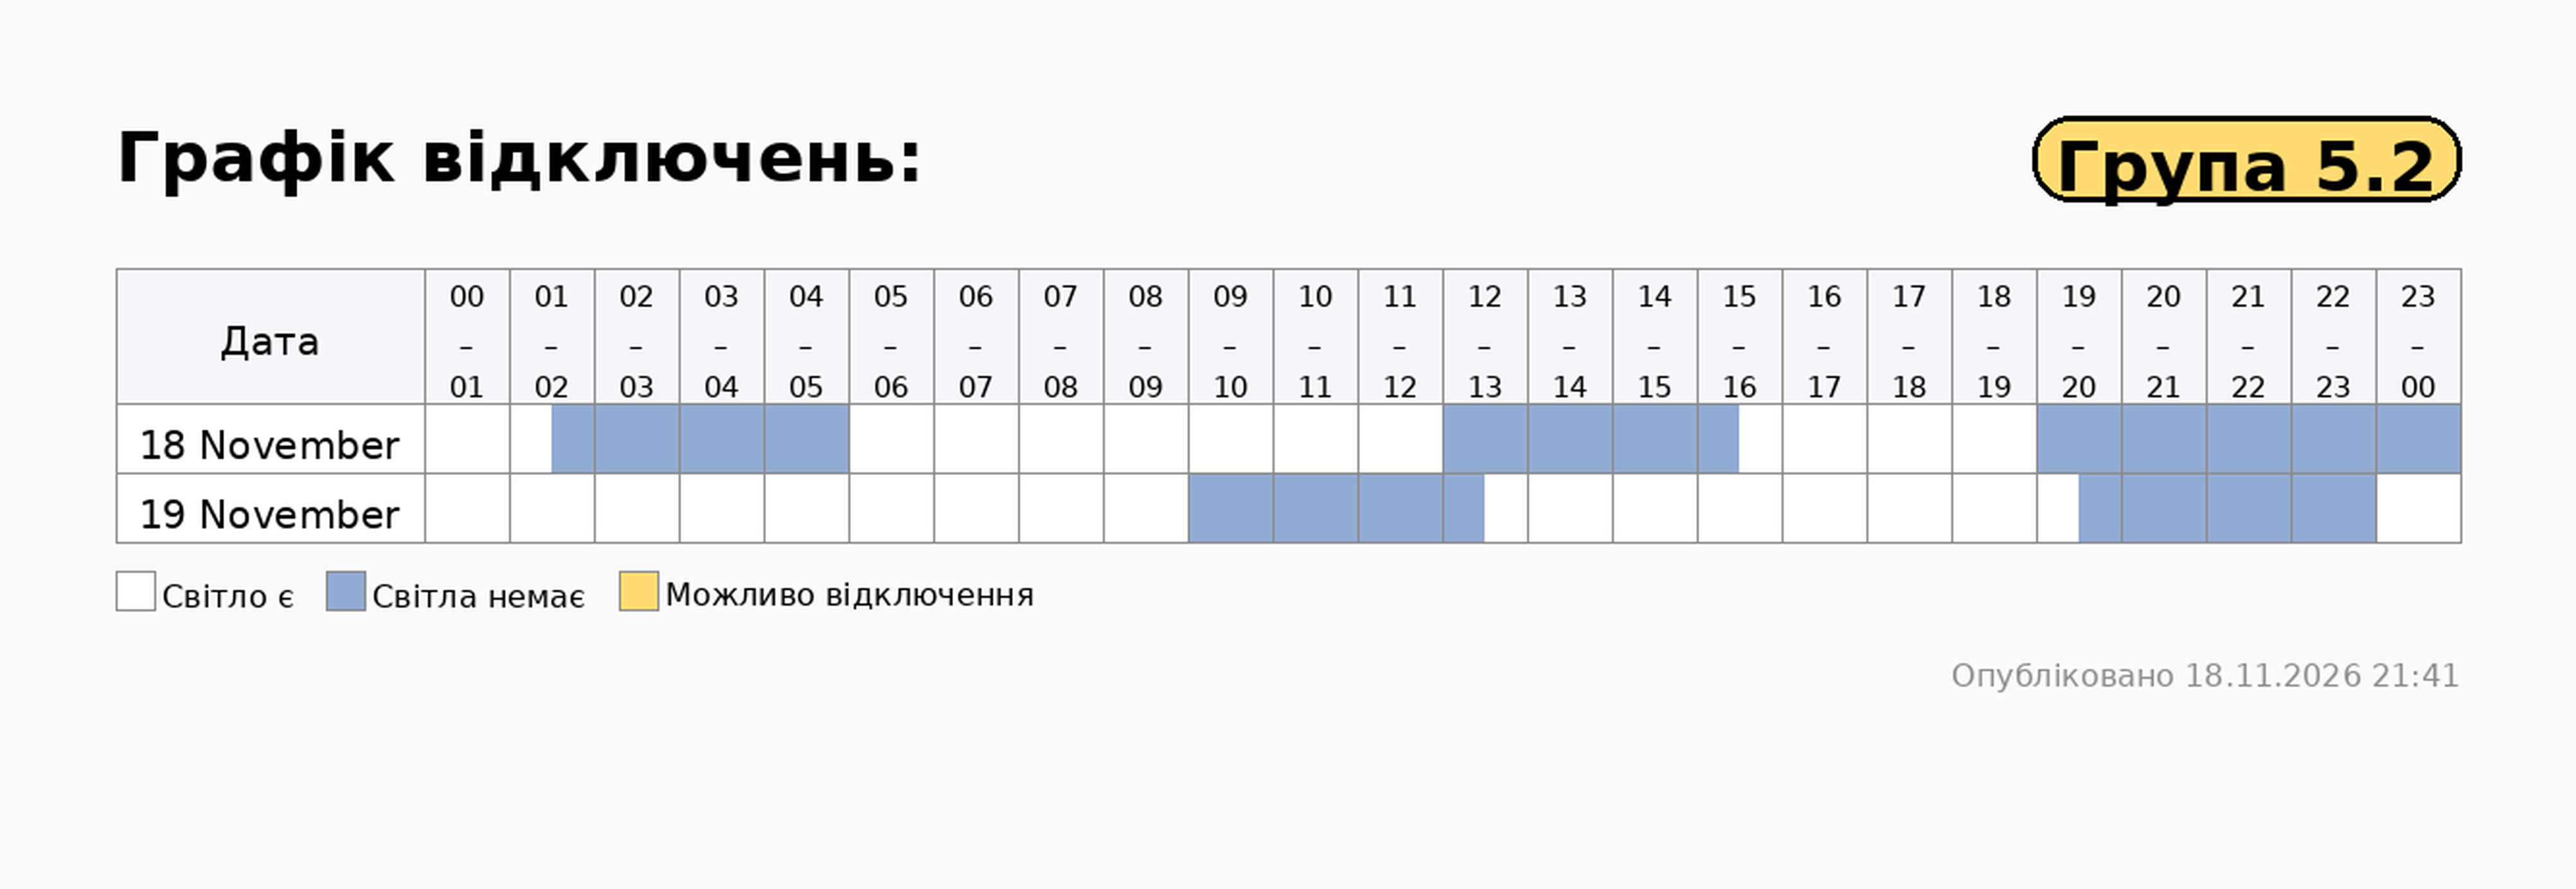 Графік відключень:
Група 5.2
Дата 00 – 01 01 – 02 02 – 03 03 – 04 04 – 05 05 – 06 06 – 07 07 – 08 08 – 09 09 – 10 10 – 11 11 – 12 12 – 13 13 – 14 14 – 15 15 – 16 16 – 17 17 – 18 18 – 19 19 – 20 20 – 21 21 – 22 22 – 23 23 – 00
18 November
19 November
Світло є Світла немає Можливо відключення
Опубліковано 18.11.2026 21:41